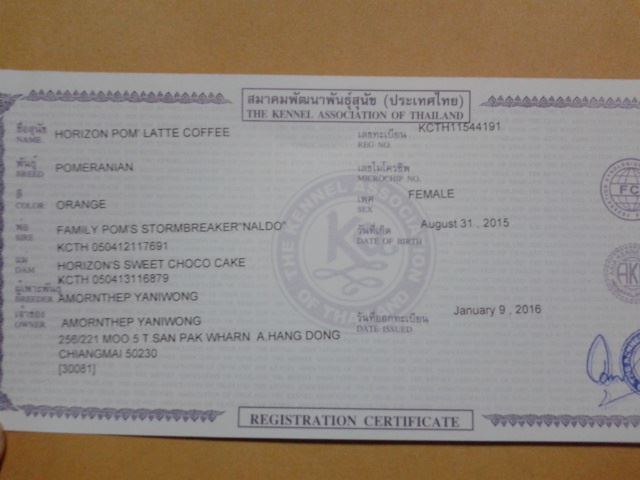 สมาคมพัฒนาพันธุ์สุนัข (ประเทศไทย)
THE KENNEL ASSOCIATION OF THAILAND
ชื่อสุนัข HORIZON POM' LATTE COFFEE
NAME
เลขทะเบียน KCTH11544191
REG NO.
พันธุ์ POMERANIAN
BREED
เลขไมโครชิพ
MICROCHIP NO.
สี ORANGE
COLOR
เพศ FEMALE
SEX
พ่อ FAMILY POM'S STORMBREAKER"NALDO"
SIRE KCTH 050412117691
วันที่เกิด August 31 , 2015
DATE OF BIRTH
แม่ HORIZON'S SWEET CHOCO CAKE
DAM KCTH 050413116879
ผู้ผสมพันธุ์
BREEDER AMORNTHEP YANIWONG
เจ้าของ AMORNTHEP YANIWONG
OWNER
256/221 MOO 5 T.SAN PAK WHARN A.HANG DONG
CHIANGMAI 50230
[30081]
วันที่ออกทะเบียน January 9 , 2016
DATE ISSUED
THE KENNEL ASSOCIATION OF THAILAND
REGISTRATION CERTIFICATE